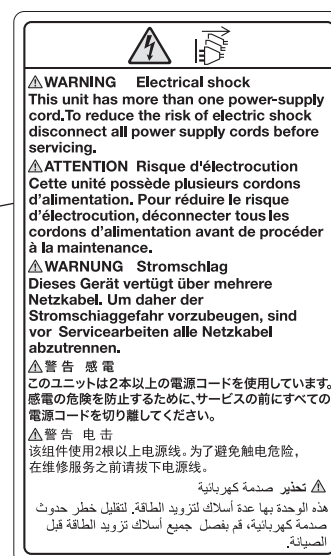 ⚠WARNING Electrical shock
This unit has more than one power-supply
cord.To reduce the risk of electric shock
disconnect all power supply cords before
servicing.
⚠ATTENTION Risque d'électrocution
Cette unité possède plusieurs cordons
d'alimentation. Pour réduire le risque
d'électrocution, déconnecter tous les
cordons d'alimentation avant de procéder
à la maintenance.
⚠WARNUNG Stromschlag
Dieses Gerät vertügt über mehrere
Netzkabel. Um daher der
Stromschiaggefahr vorzubeugen, sind
vor Servicearbeiten alle Netzkabel
abzutrennen.
⚠警告 感電
このユニットは2本以上の電源コードを使用しています。
感電の危険を防止するために、サービスの前にすべての
電源コードを切り離してください。
⚠警告 电击
该组件使用2根以上电源线。为了避免触电危险,
在维修服务之前请拔下电源线。
⚠ تحذير صدمة كهربائية
هذه الوحدة بها عدة أسلاك لتزويد الطاقة. لتقليل خطر حدوث
صدمة كهربائية، قم بفصل جميع أسلاك تزويد الطاقة قبل
الصيانة.